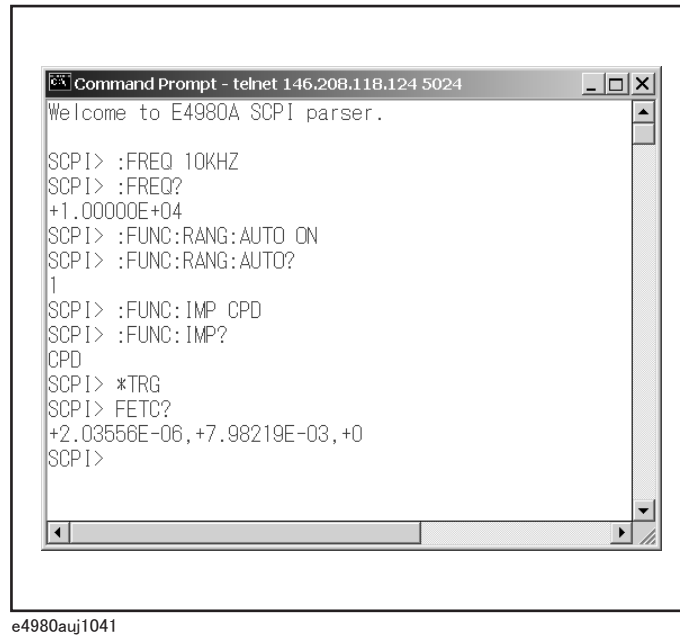 Command Prompt - telnet 146.208.118.124 5024
Welcome to E4980A SCPI parser.
SCPI> :FREQ 10KHZ
SCPI> :FREQ?
+1.00000E+04
SCPI> :FUNC:RANG:AUTO ON
SCPI> :FUNC:RANG:AUTO?
1
SCPI> :FUNC:IMP CPD
SCPI> :FUNC:IMP?
CPD
SCPI> *TRG
SCPI> FETC?
+2.03556E-06,+7.98219E-03,+0
SCPI>
e4980auj1041